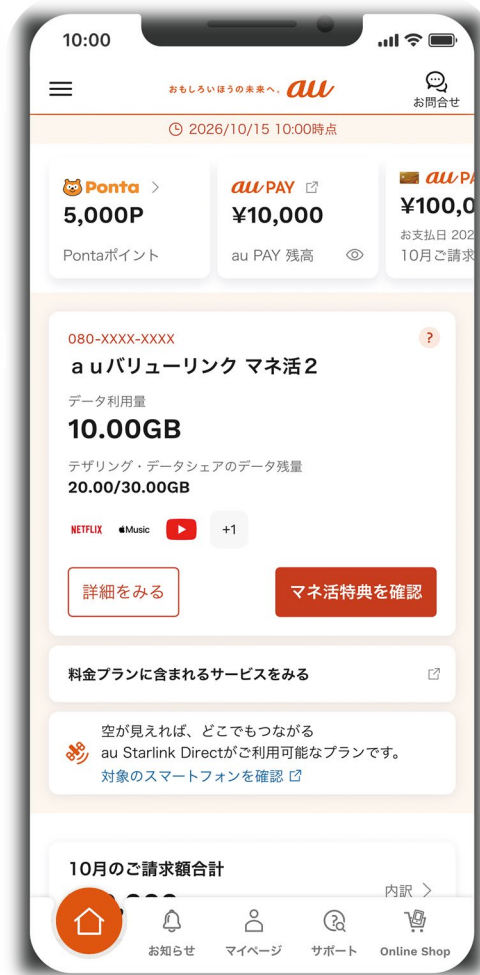 10:00
おもしろいほうの未来へ。 au
お問合せ
2026/10/15 10:00時点
Ponta
5,000P
Pontaポイント
au PAY
¥10,000
au PAY 残高
au PA
¥100,0
お支払日 202
10月ご請求
080-XXXX-XXXX
?
auバリューリンク マネ活2
データ利用量
10.00GB
テザリング・データシェアのデータ残量
20.00/30.00GB
NETFLIX
Music
+1
詳細をみる
マネ活特典を確認
料金プランに含まれるサービスをみる
空が見えれば、どこでもつながる
au Starlink Directがご利用可能なプランです。
対象のスマートフォンを確認
10月のご請求額合計
内訳
お知らせ
マイページ
サポート
Online Shop